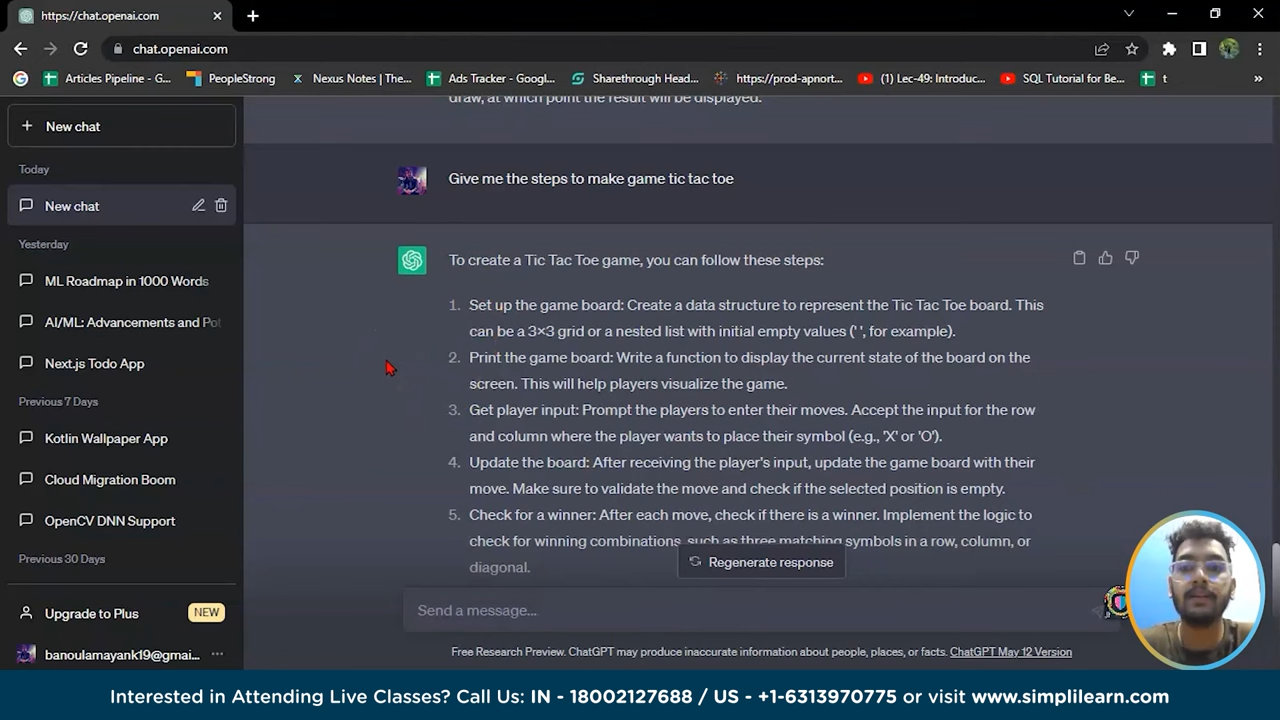 https://chat.openai.com
chat.openai.com
Articles Pipeline - G...
PeopleStrong
Nexus Notes | The...
Ads Tracker - Googl...
Sharethrough Head...
https://prod-apnort...
(1) Lec-49: Introduc...
SQL Tutorial for Be...
t
New chat
Today
New chat
Yesterday
ML Roadmap in 1000 Words
AI/ML: Advancements and Pot
Next.js Todo App
Previous 7 Days
Kotlin Wallpaper App
Cloud Migration Boom
OpenCV DNN Support
Previous 30 Days
Upgrade to Plus NEW
banoulamayank19@gmai...
draw, at which point the result will be displayed.
Give me the steps to make game tic tac toe
To create a Tic Tac Toe game, you can follow these steps:
1. Set up the game board: Create a data structure to represent the Tic Tac Toe board. This
can be a 3×3 grid or a nested list with initial empty values (' ', for example).
2. Print the game board: Write a function to display the current state of the board on the
screen. This will help players visualize the game.
3. Get player input: Prompt the players to enter their moves. Accept the input for the row
and column where the player wants to place their symbol (e.g., 'X' or 'O').
4. Update the board: After receiving the player's input, update the game board with their
move. Make sure to validate the move and check if the selected position is empty.
5. Check for a winner: After each move, check if there is a winner. Implement the logic to
check for winning combinations, such as three matching symbols in a row, column, or
diagonal.
Regenerate response
Send a message...
Free Research Preview. ChatGPT may produce inaccurate information about people, places, or facts. ChatGPT May 12 Version
Interested in Attending Live Classes? Call Us: IN - 18002127688 / US - +1-6313970775 or visit www.simplilearn.com